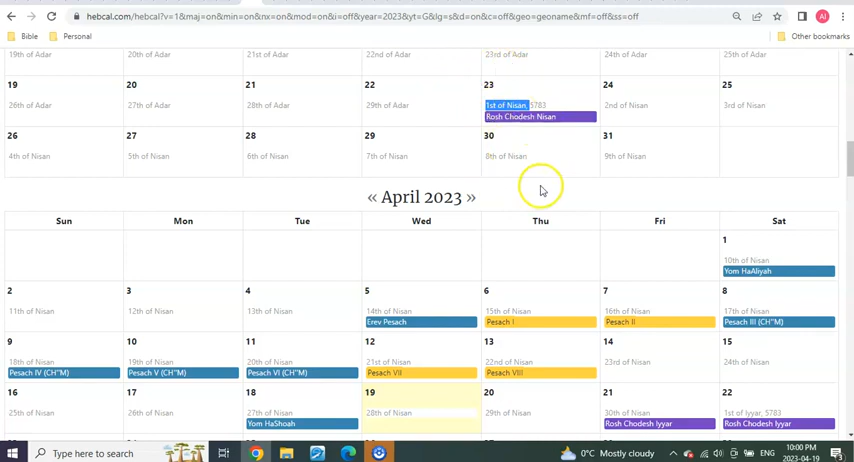 hebcal.com/hebcal?v=1&maj=on&min=on&nx=on&mod=on&i=off&year=2023&yt=G&lg=s&d=on&c=off&geo=geoname&mf=off&ss=off
AI
Bible Personal Other bookmarks
19th of Adar 20th of Adar 21st of Adar 22nd of Adar 23rd of Adar 24th of Adar 25th of Adar
19 20 21 22 23 24 25
26th of Adar 27th of Adar 28th of Adar 29th of Adar 1st of Nisan, 5783 2nd of Nisan 3rd of Nisan
Rosh Chodesh Nisan
26 27 28 29 30 31
4th of Nisan 5th of Nisan 6th of Nisan 7th of Nisan 8th of Nisan 9th of Nisan
« April 2023 »
Sun Mon Tue Wed Thu Fri Sat
1
10th of Nisan
Yom HaAliyah
2 3 4 5 6 7 8
11th of Nisan 12th of Nisan 13th of Nisan 14th of Nisan 15th of Nisan 16th of Nisan 17th of Nisan
Erev Pesach Pesach I Pesach II Pesach III (CH''M)
9 10 11 12 13 14 15
18th of Nisan 19th of Nisan 20th of Nisan 21st of Nisan 22nd of Nisan 23rd of Nisan 24th of Nisan
Pesach IV (CH''M) Pesach V (CH''M) Pesach VI (CH''M) Pesach VII Pesach VIII
16 17 18 19 20 21 22
25th of Nisan 26th of Nisan 27th of Nisan 28th of Nisan 29th of Nisan 30th of Nisan 1st of Iyyar, 5783
Yom HaShoah Rosh Chodesh Iyyar Rosh Chodesh Iyyar
Type here to search 0°C Mostly cloudy ENG 10:00 PM
2023-04-19